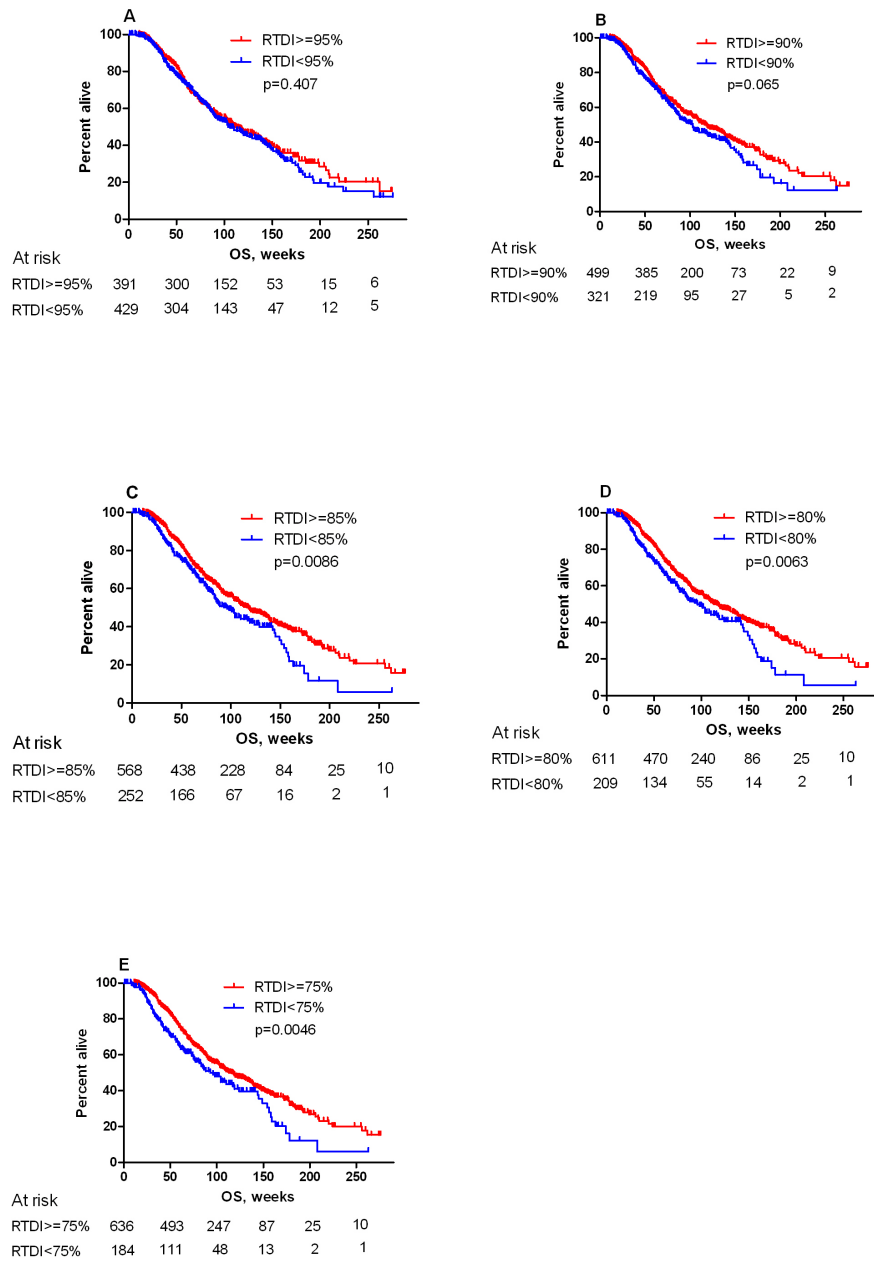 A
RTDI>=95%
RTDI<95%
p=0.407
Percent alive
100
80
60
40
20
0
0 50 100 150 200 250
OS, weeks
At risk
RTDI>=95% 391 300 152 53 15 6
RTDI<95% 429 304 143 47 12 5
B
RTDI>=90%
RTDI<90%
p=0.065
Percent alive
100
80
60
40
20
0
0 50 100 150 200 250
OS, weeks
At risk
RTDI>=90% 499 385 200 73 22 9
RTDI<90% 321 219 95 27 5 2
C
RTDI>=85%
RTDI<85%
p=0.0086
Percent alive
100
80
60
40
20
0
0 50 100 150 200 250
OS, weeks
At risk
RTDI>=85% 568 438 228 84 25 10
RTDI<85% 252 166 67 16 2 1
D
RTDI>=80%
RTDI<80%
p=0.0063
Percent alive
100
80
60
40
20
0
0 50 100 150 200 250
OS, weeks
At risk
RTDI>=80% 611 470 240 86 25 10
RTDI<80% 209 134 55 14 2 1
E
RTDI>=75%
RTDI<75%
p=0.0046
Percent alive
100
80
60
40
20
0
0 50 100 150 200 250
OS, weeks
At risk
RTDI>=75% 636 493 247 87 25 10
RTDI<75% 184 111 48 13 2 1